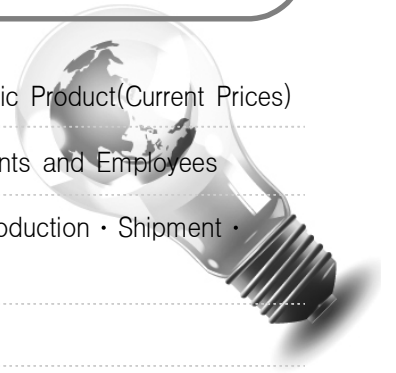 ic Product(Current Prices)
nts and Employees
oduction · Shipment ·